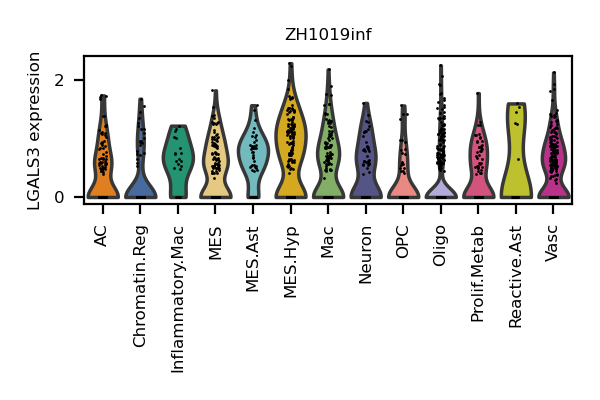 ZH1019inf
LGALS3 expression
2
0
AC
Chromatin.Reg
Inflammatory.Mac
MES
MES.Ast
MES.Hyp
Mac
Neuron
OPC
Oligo
Prolif.Metab
Reactive.Ast
Vasc